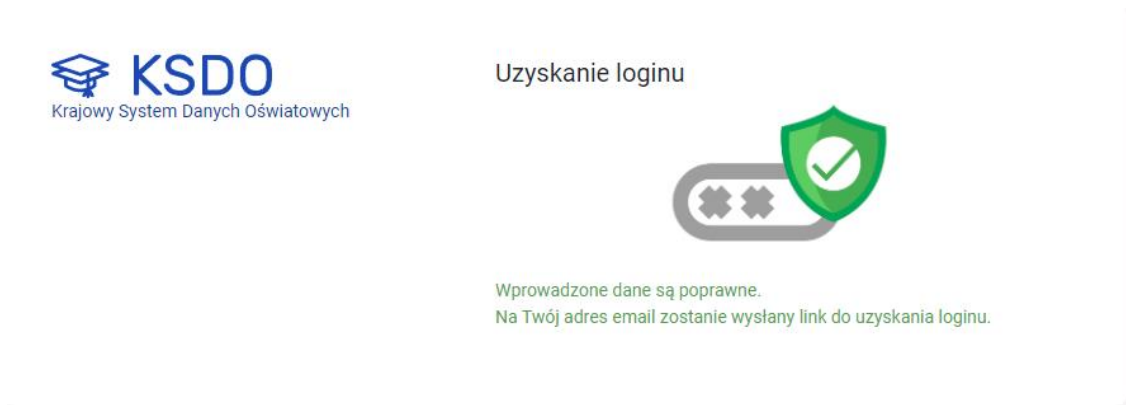 KSDO
Krajowy System Danych Oświatowych
Uzyskanie loginu
Wprowadzone dane są poprawne.
Na Twój adres email zostanie wysłany link do uzyskania loginu.